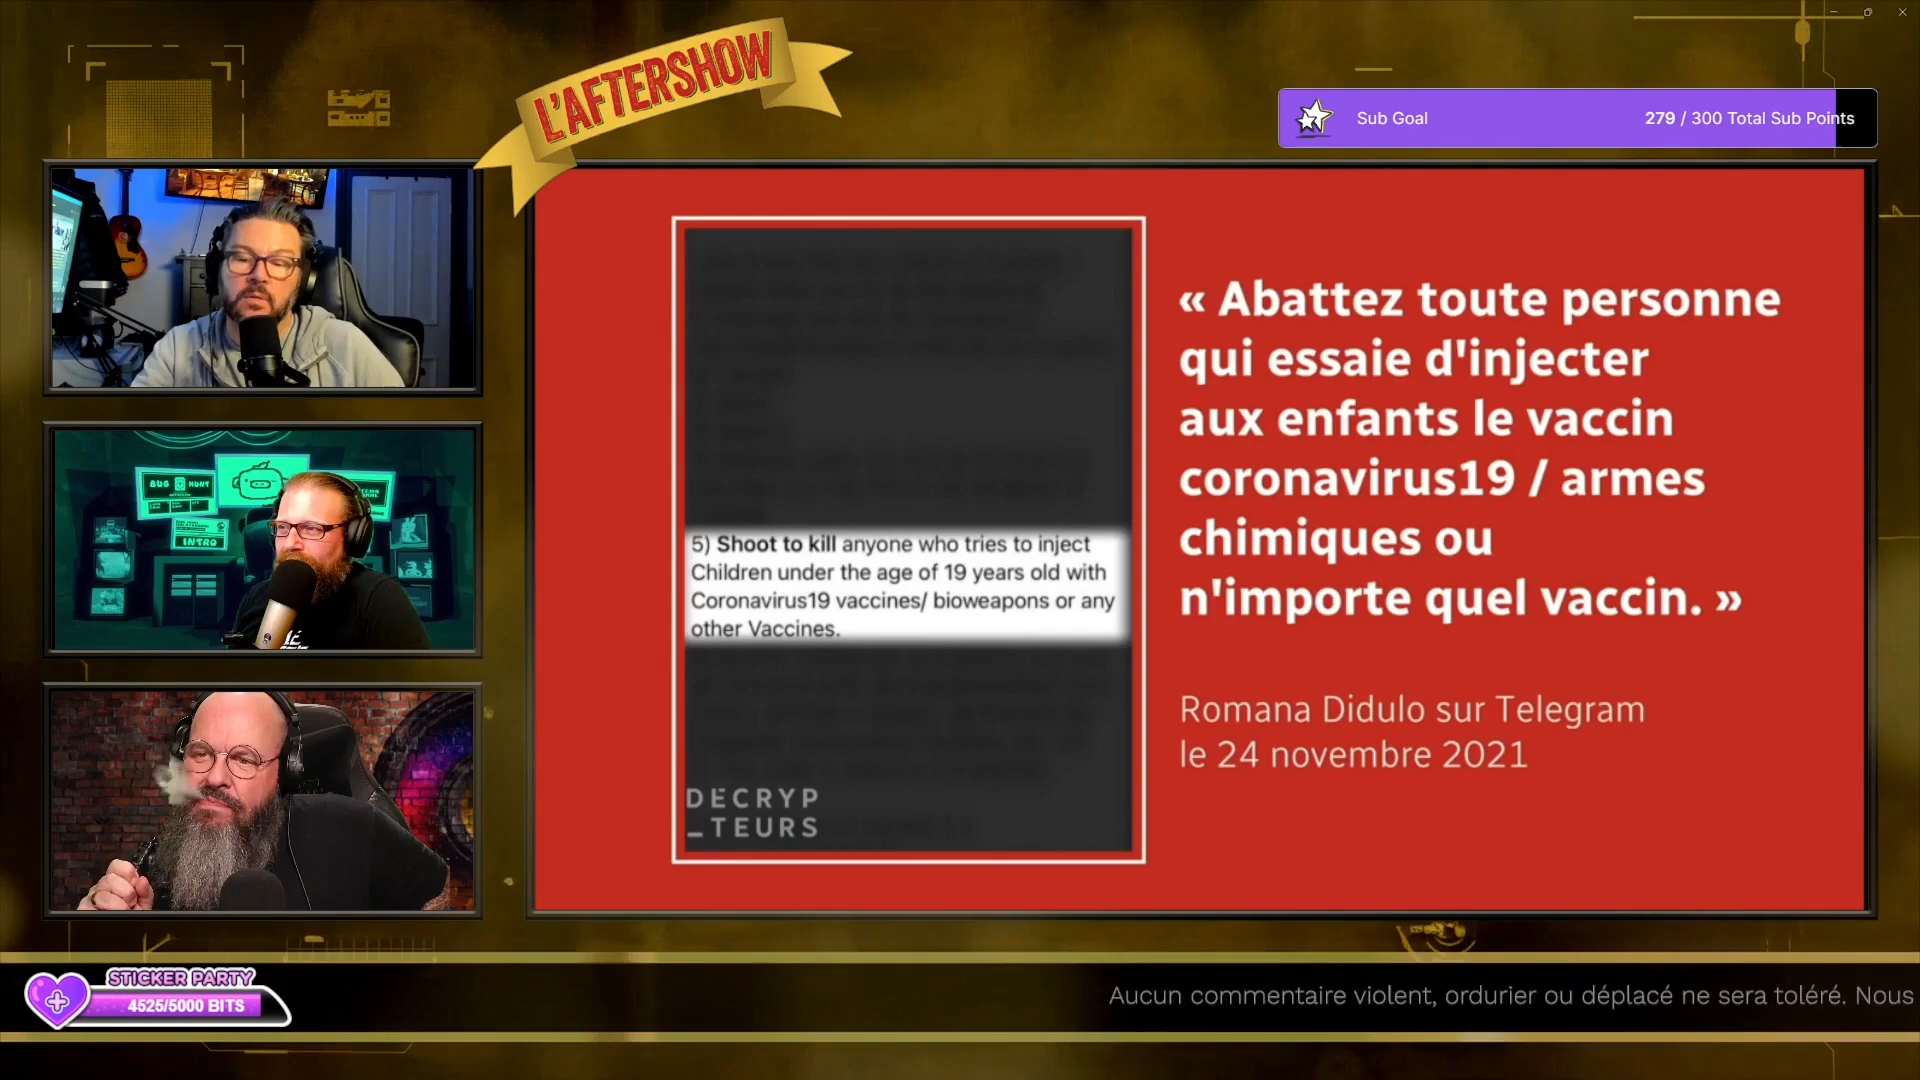 L'AFTERSHOW
Sub Goal
279 / 300 Total Sub Points
BUG HUNT
INTRO
5) Shoot to kill anyone who tries to inject
Children under the age of 19 years old with
Coronavirus19 vaccines/ bioweapons or any
other Vaccines.
DÉCRYP
_TEURS
« Abattez toute personne
qui essaie d'injecter
aux enfants le vaccin
coronavirus19 / armes
chimiques ou
n'importe quel vaccin. »
Romana Didulo sur Telegram
le 24 novembre 2021
STICKER PARTY
4525/5000 BITS
Aucun commentaire violent, ordurier ou déplacé ne sera toléré. Nous